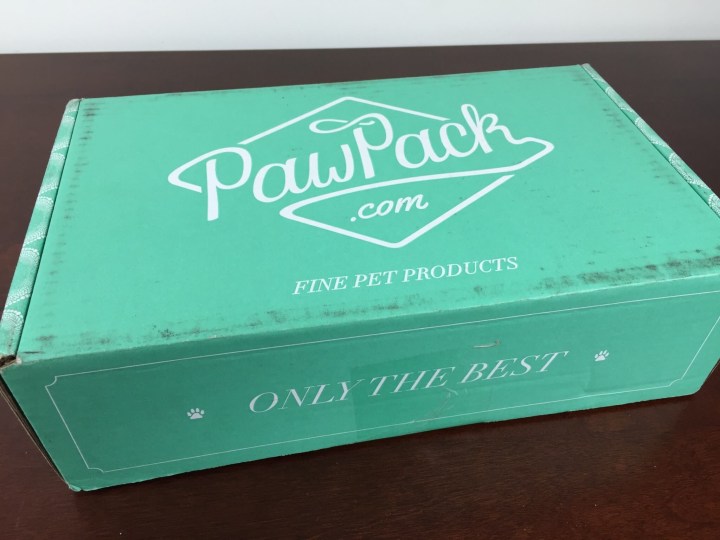 PawPack
.com
FINE PET PRODUCTS
ONLY THE BEST